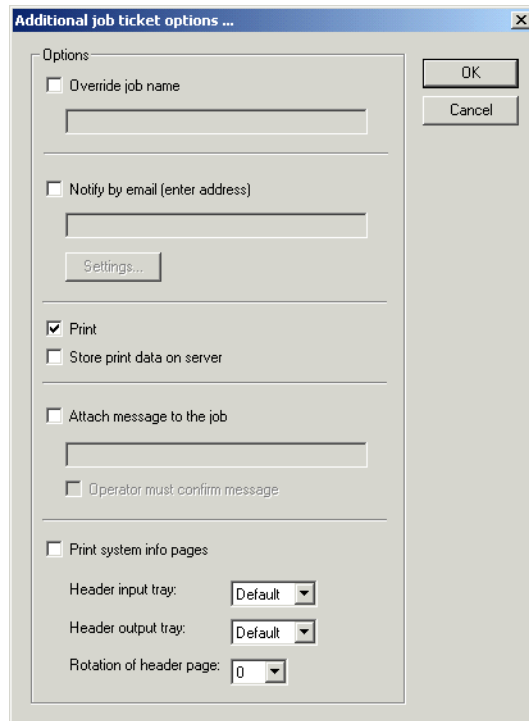 Additional job ticket options ...
Options
OK
Cancel
Override job name
Notify by email (enter address)
Settings...
Print
Store print data on server
Attach message to the job
Operator must confirm message
Print system info pages
Header input tray: Default
Header output tray: Default
Rotation of header page: 0